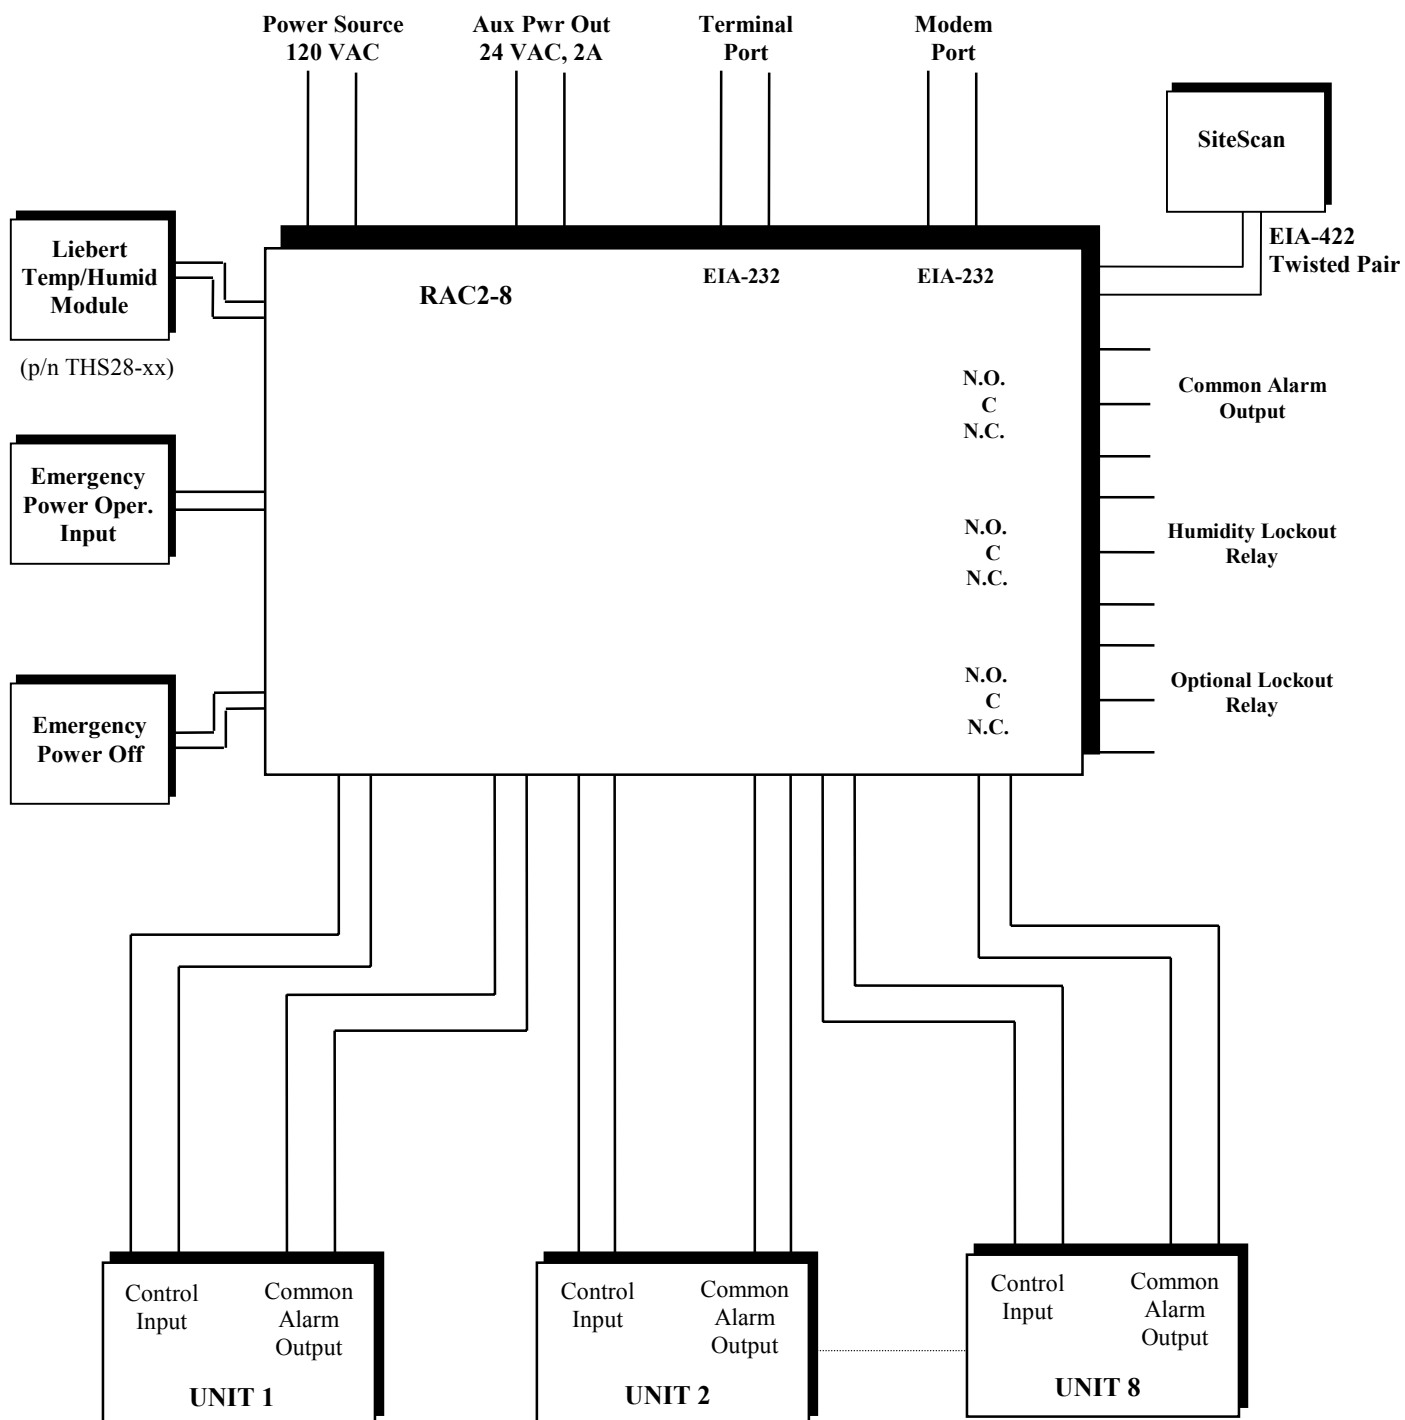 Power Source
120 VAC
Aux Pwr Out
24 VAC, 2A
Terminal
Port
Modem
Port
SiteScan
EIA-422
Twisted Pair
Liebert
Temp/Humid
Module
(p/n THS28-xx)
RAC2-8
EIA-232
EIA-232
N.O.
C
N.C.
Common Alarm
Output
Emergency
Power Oper.
Input
N.O.
C
N.C.
Humidity Lockout
Relay
Emergency
Power Off
N.O.
C
N.C.
Optional Lockout
Relay
Control
Input
Common
Alarm
Output
UNIT 1
Control
Input
Common
Alarm
Output
UNIT 2
Control
Input
Common
Alarm
Output
UNIT 8